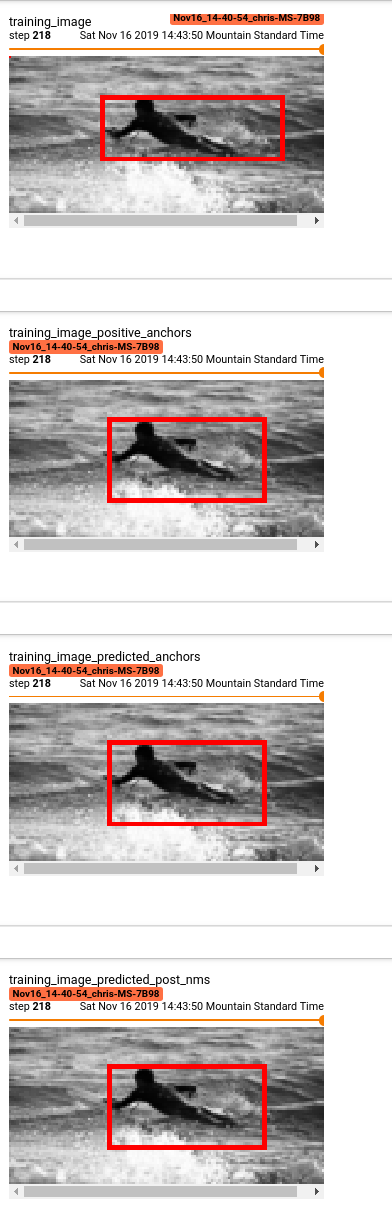 training_image
Nov16_14-40-54_chris-MS-7B98
step 218 Sat Nov 16 2019 14:43:50 Mountain Standard Time
training_image_positive_anchors
Nov16_14-40-54_chris-MS-7B98
step 218 Sat Nov 16 2019 14:43:50 Mountain Standard Time
training_image_predicted_anchors
Nov16_14-40-54_chris-MS-7B98
step 218 Sat Nov 16 2019 14:43:50 Mountain Standard Time
training_image_predicted_post_nms
Nov16_14-40-54_chris-MS-7B98
step 218 Sat Nov 16 2019 14:43:50 Mountain Standard Time